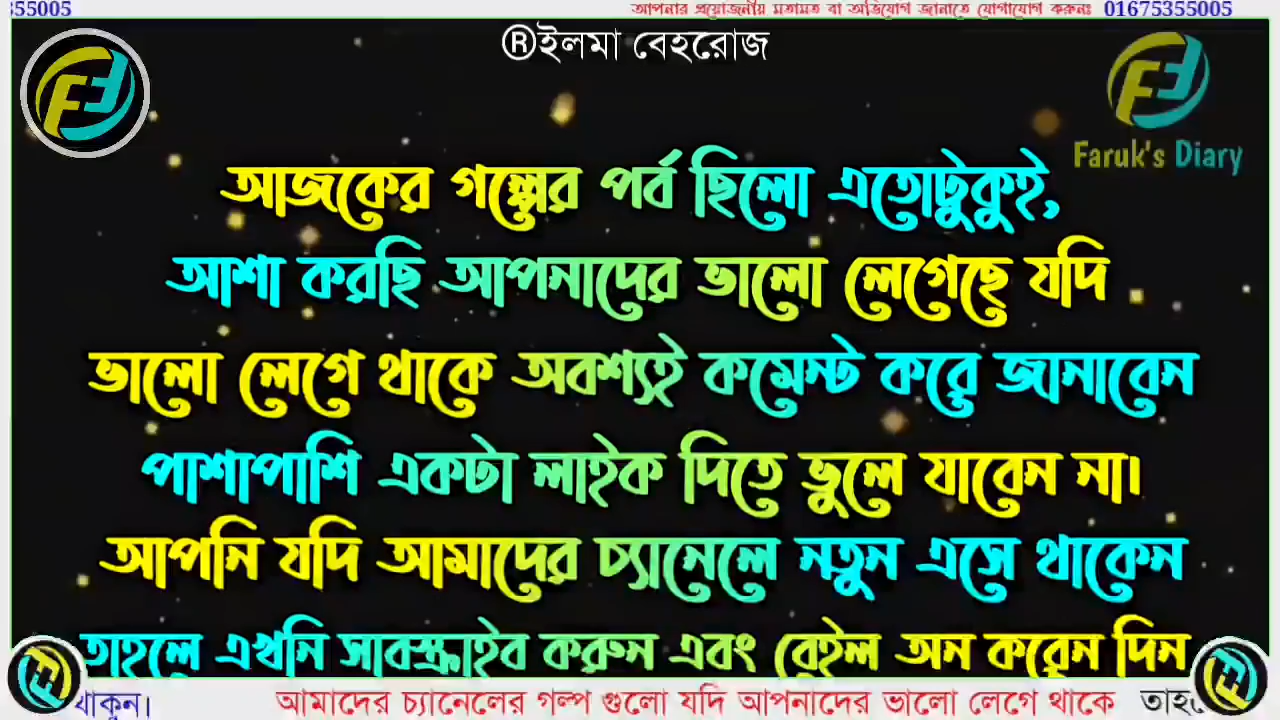 355005 আপনার প্রয়োজনীয় মতামত বা অভিযোগ জানাতে যোগাযোগ করুনঃ 01675355005
®ইলমা বেহরোজ
Faruk's Diary
আজকের গল্পের পর্ব ছিলো এতোটুকুই,
আশা করছি আপনাদের ভালো লেগেছে যদি
ভালো লেগে থাকে অবশ্যই কমেন্ট করে জানাবেন
পাশাপাশি একটা লাইক দিতে ভুলে যাবেন না।
আপনি যদি আমাদের চ্যানেলে নতুন এসে থাকেন
তাহলে এখনি সাবস্ক্রাইব করুন এবং বেইল অন করেন দিন
থাকুন। আমাদের চ্যানেলের গল্প গুলো যদি আপনাদের ভালো লেগে থাকে